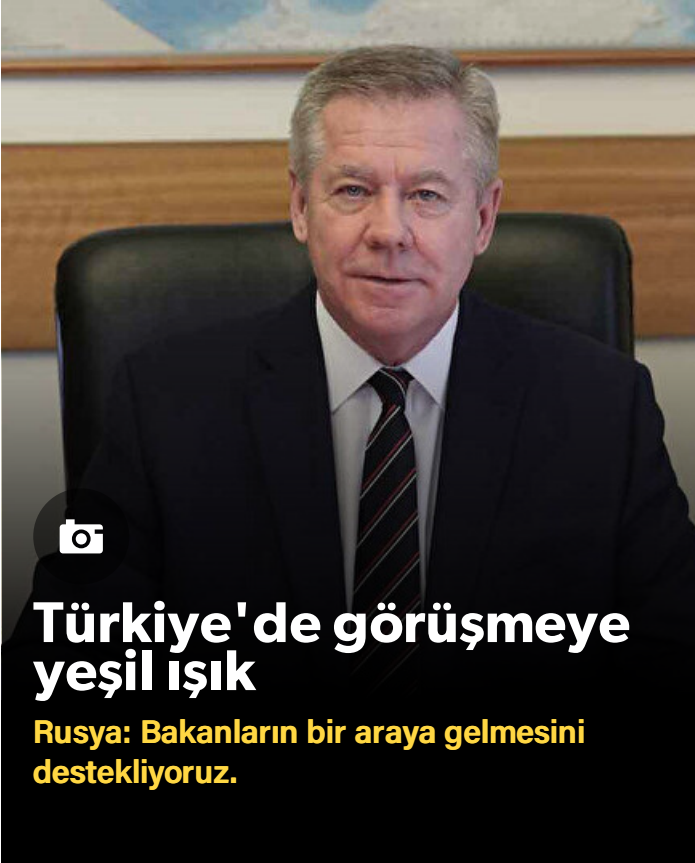 Türkiye'de görüşmeye
yeşil ışık
Rusya: Bakanların bir araya gelmesini
destekliyoruz.